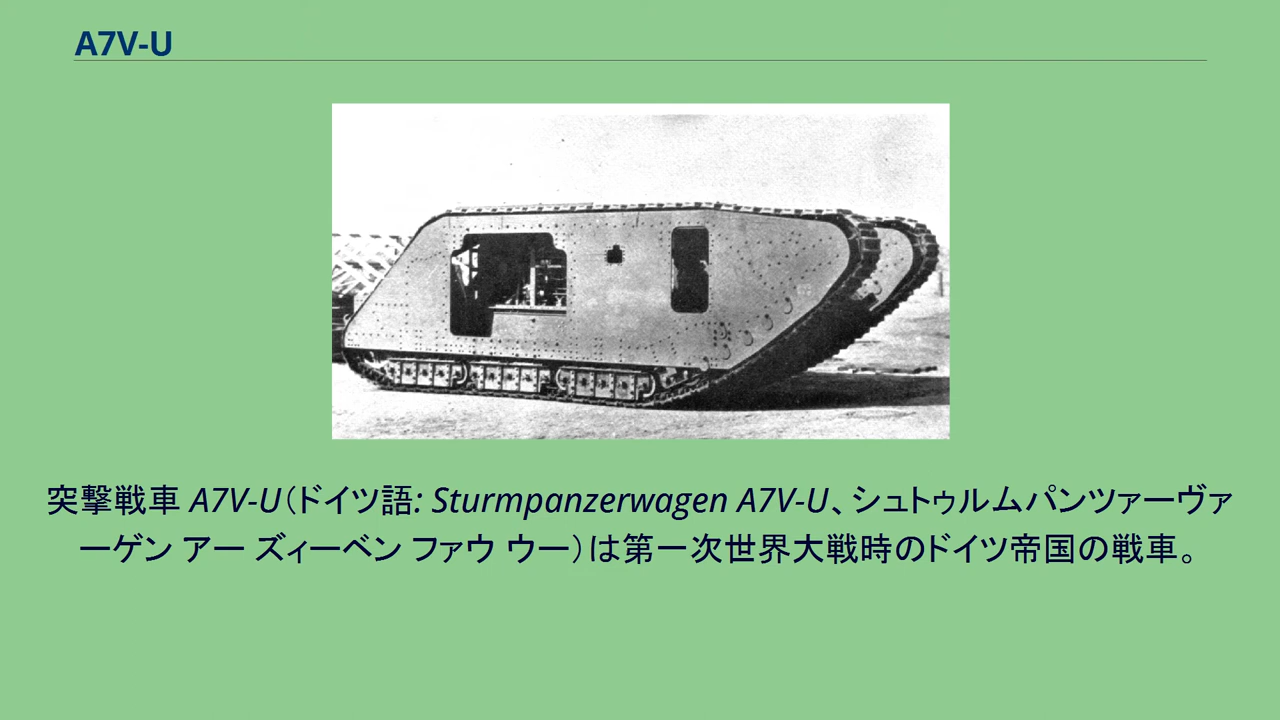 A7V-U
突撃戦車 A7V-U（ドイツ語: Sturmpanzerwagen A7V-U、シュトゥルムパンツァーヴァ
ーゲン アー ズィーベン ファウ ウー）は第一次世界大戦時のドイツ帝国の戦車。